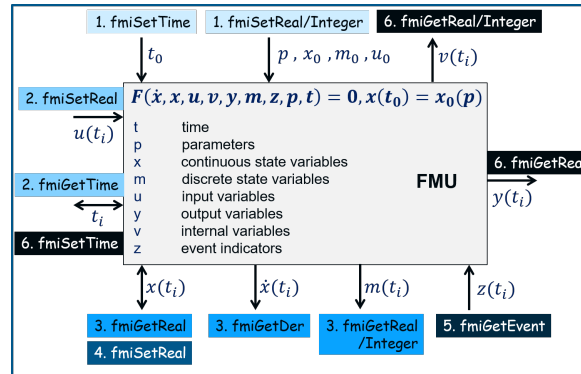 1. fmiSetTime
1. fmiSetReal/Integer
6. fmiGetReal/Integer
t₀
p , x₀ , m₀ , u₀
v(tᵢ)
F(ẋ, x, u, v, y, m, z, p, t) = 0, x(t₀) = x₀(p)
2. fmiSetReal
u(tᵢ)
t time
p parameters
x continuous state variables
m discrete state variables
u input variables
y output variables
v internal variables
z event indicators
FMU
6. fmiGetReal
y(tᵢ)
2. fmiGetTime
tᵢ
6. fmiSetTime
x(tᵢ)
ẋ(tᵢ)
m(tᵢ)
z(tᵢ)
3. fmiGetReal
4. fmiSetReal
3. fmiGetDer
3. fmiGetReal
/Integer
5. fmiGetEvent